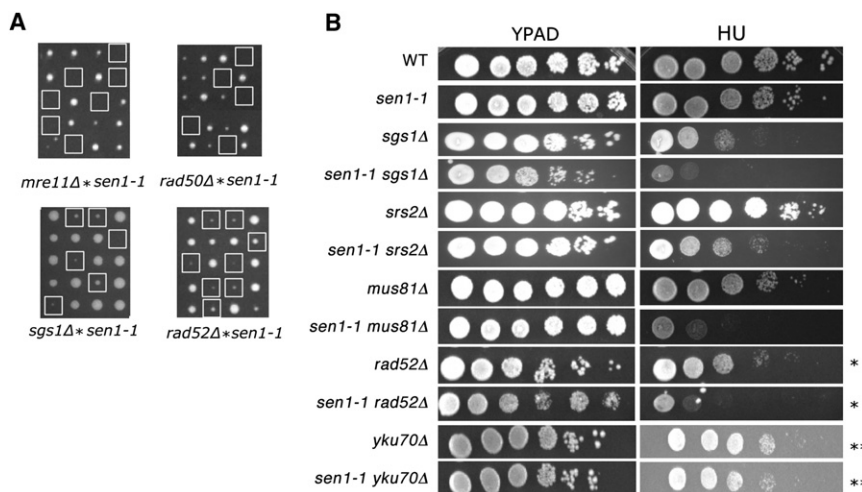 A
mre11Δ*sen1-1
rad50Δ*sen1-1
sgs1Δ*sen1-1
rad52Δ*sen1-1
B
YPAD HU
WT
sen1-1
sgs1Δ
sen1-1 sgs1Δ
srs2Δ
sen1-1 srs2Δ
mus81Δ
sen1-1 mus81Δ
rad52Δ *
sen1-1 rad52Δ *
yku70Δ **
sen1-1 yku70Δ **